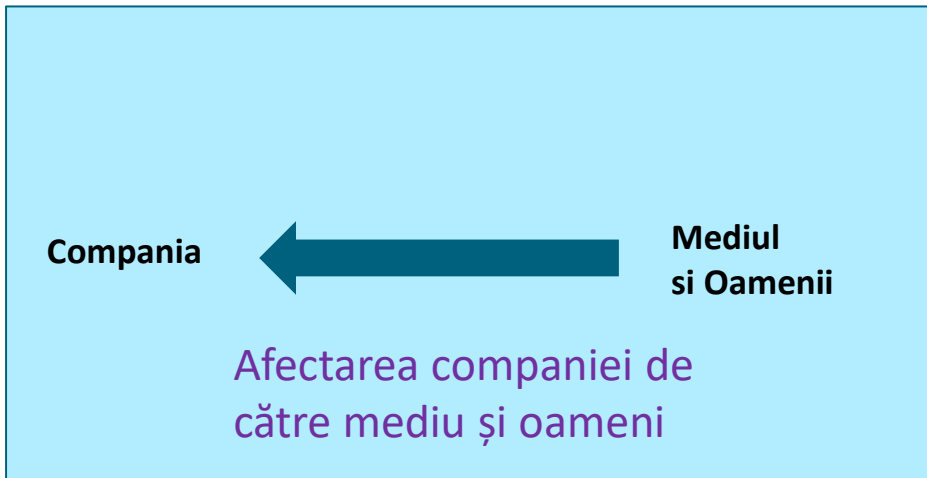 Compania
Mediul
si Oamenii
Afectarea companiei de
către mediu și oameni